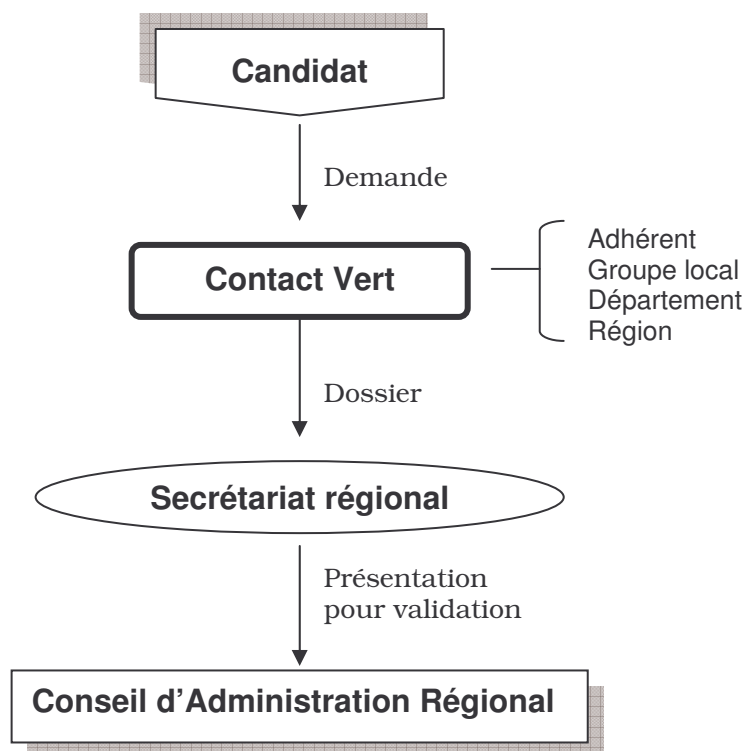 Candidat
Demande
Contact Vert
Adhérent
Groupe local
Département
Région
Dossier
Secrétariat régional
Présentation
pour validation
Conseil d'Administration Régional